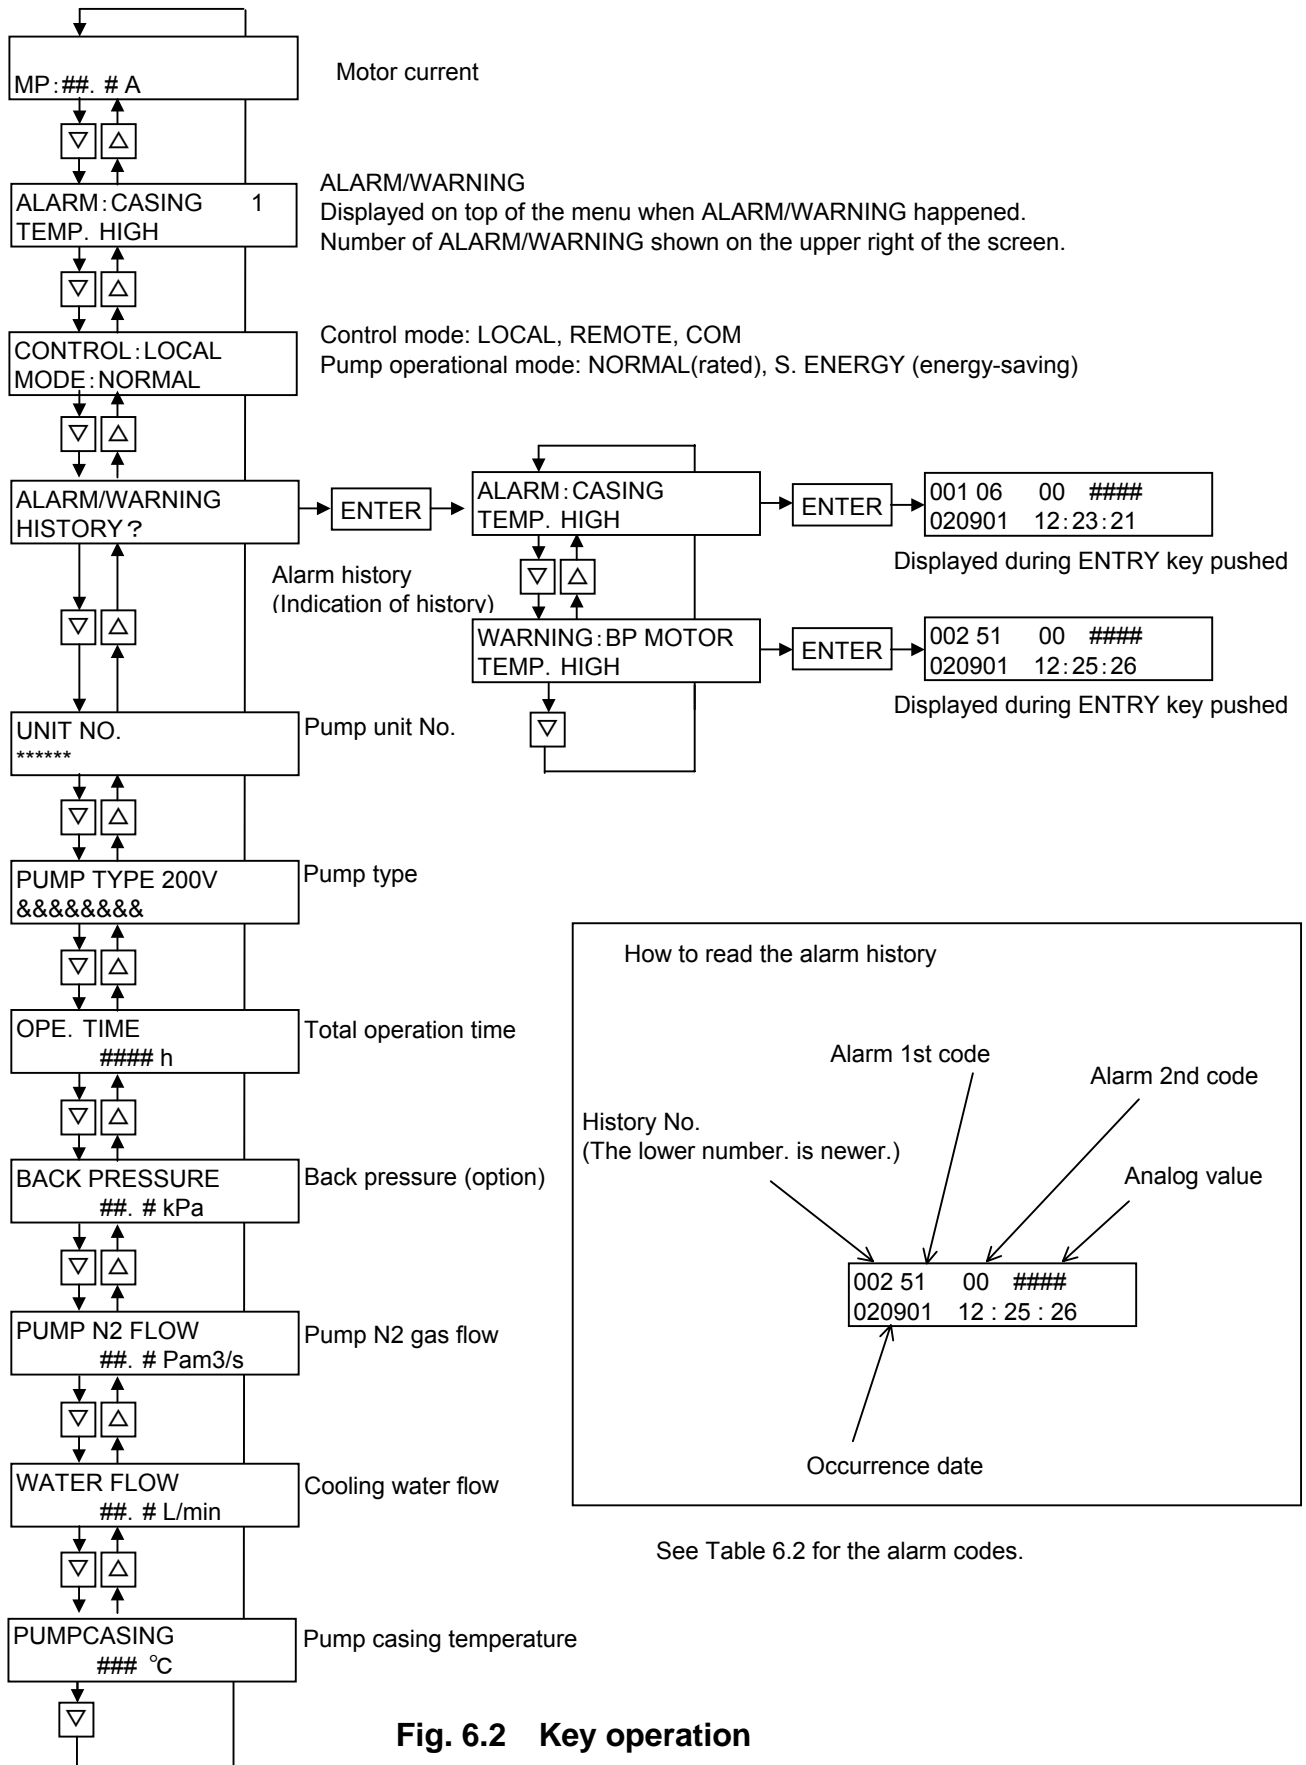 MP:##. # A
Motor current
▽ △
ALARM:CASING 1
TEMP. HIGH
ALARM/WARNING
Displayed on top of the menu when ALARM/WARNING happened.
Number of ALARM/WARNING shown on the upper right of the screen.
▽ △
CONTROL:LOCAL
MODE:NORMAL
Control mode: LOCAL, REMOTE, COM
Pump operational mode: NORMAL(rated), S. ENERGY (energy-saving)
▽ △
ALARM/WARNING
HISTORY?
ENTER
Alarm history
(Indication of history)
ALARM:CASING
TEMP. HIGH
ENTER
001 06 00 ####
020901 12:23:21
Displayed during ENTRY key pushed
▽ △
WARNING:BP MOTOR
TEMP. HIGH
ENTER
002 51 00 ####
020901 12:25:26
Displayed during ENTRY key pushed
▽
▽ △
UNIT NO.
******
Pump unit No.
▽ △
PUMP TYPE 200V
&&&&&&&&
Pump type
▽ △
OPE. TIME
#### h
Total operation time
▽ △
BACK PRESSURE
##. # kPa
Back pressure (option)
▽ △
PUMP N2 FLOW
##. # Pam3/s
Pump N2 gas flow
▽ △
WATER FLOW
##. # L/min
Cooling water flow
▽ △
PUMPCASING
### ℃
Pump casing temperature
▽
How to read the alarm history
Alarm 1st code
Alarm 2nd code
History No.
(The lower number. is newer.)
Analog value
002 51 00 ####
020901 12 : 25 : 26
Occurrence date
See Table 6.2 for the alarm codes.
Fig. 6.2 Key operation